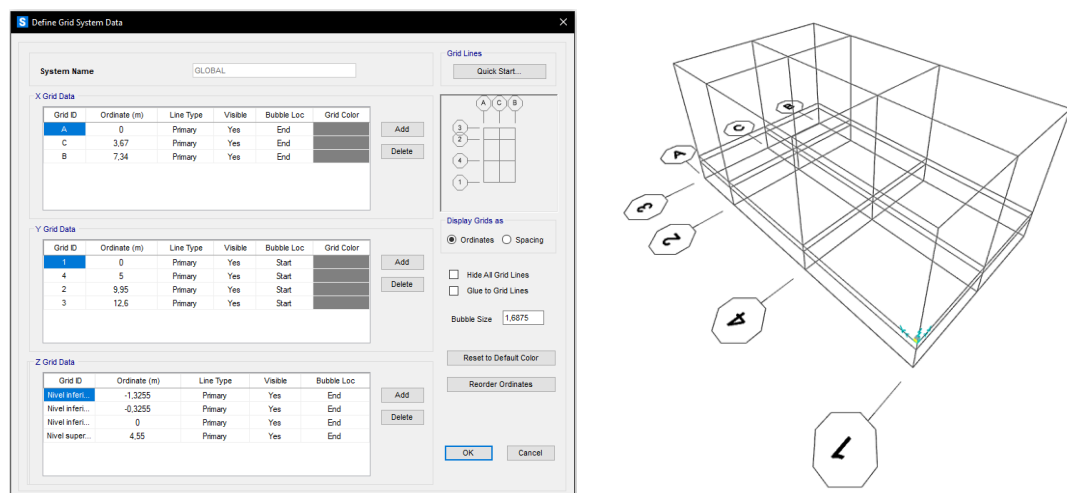 S Define Grid System Data
System Name GLOBAL
Grid Lines
Quick Start...
X Grid Data
Grid ID Ordinate (m) Line Type Visible Bubble Loc Grid Color
A 0 Primary Yes End
C 3,67 Primary Yes End
B 7,34 Primary Yes End
Add
Delete
A C B
3
2
4
1
Y Grid Data
Grid ID Ordinate (m) Line Type Visible Bubble Loc Grid Color
1 0 Primary Yes Start
4 5 Primary Yes Start
2 9,95 Primary Yes Start
3 12,6 Primary Yes Start
Add
Delete
Display Grids as
Ordinates Spacing
Hide All Grid Lines
Glue to Grid Lines
Bubble Size 1,6875
Z Grid Data
Grid ID Ordinate (m) Line Type Visible Bubble Loc
Nivel inferi... -1,3255 Primary Yes End
Nivel inferi... -0,3255 Primary Yes End
Nivel inferi... 0 Primary Yes End
Nivel super... 4,55 Primary Yes End
Add
Delete
Reset to Default Color
Reorder Ordinates
OK Cancel
B
C
A
3
2
4
1